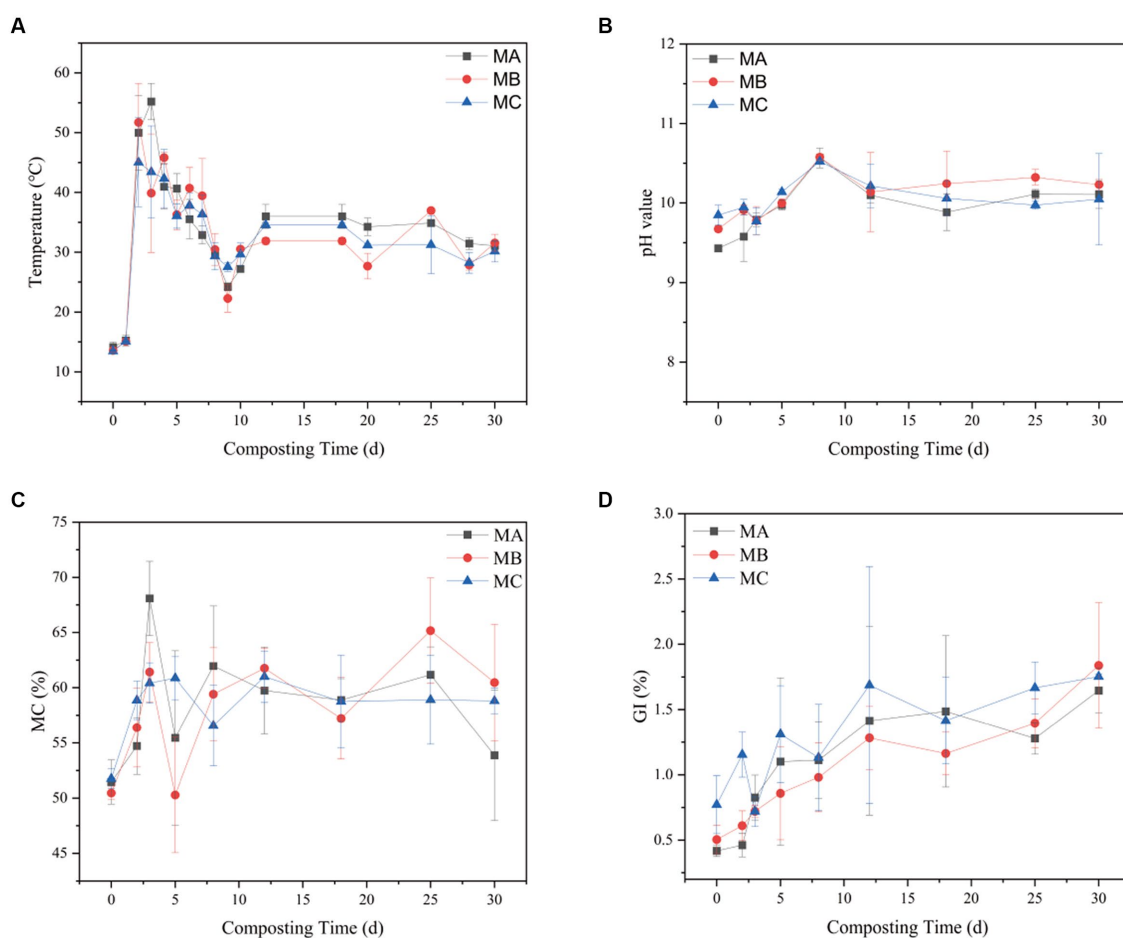 A
MA
MB
MC
60
50
40
30
20
10
Temperature (°C)
0
5
10
15
20
25
30
Composting Time (d)
B
MA
MB
MC
12
11
10
9
8
pH value
0
5
10
15
20
25
30
Composting Time (d)
C
MA
MB
MC
75
70
65
60
55
50
45
MC (%)
0
5
10
15
20
25
30
Composting Time (d)
D
MA
MB
MC
3.0
2.5
2.0
1.5
1.0
0.5
GI (%)
0
5
10
15
20
25
30
Composting Time (d)